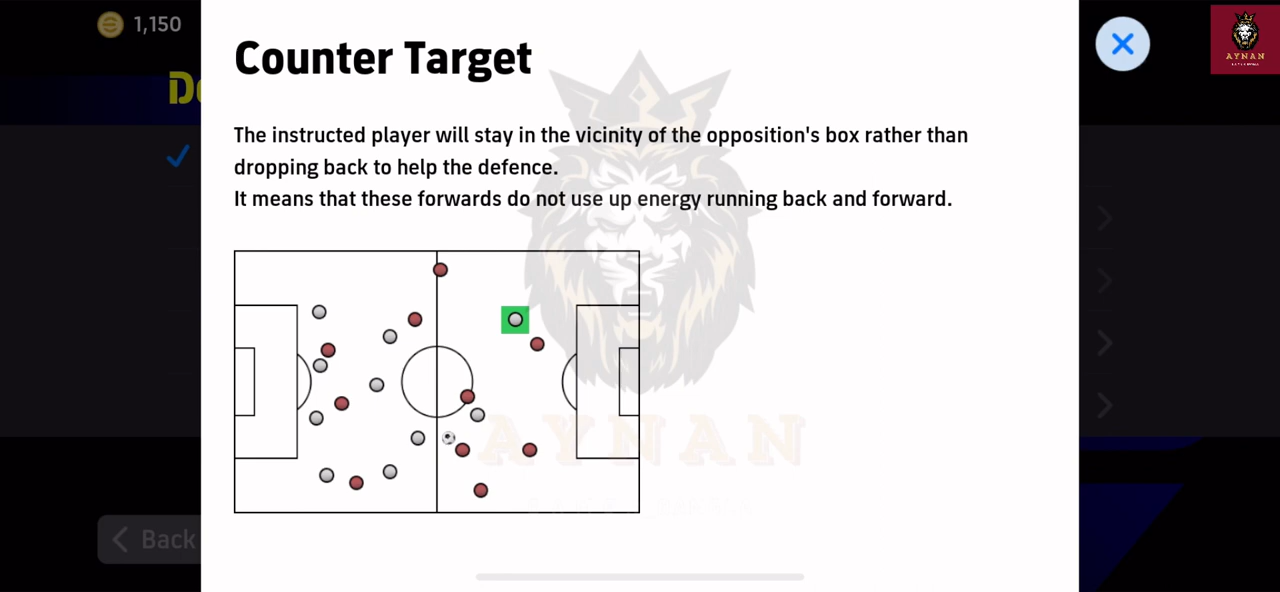 1,150
AYNAN
Counter Target
De
The instructed player will stay in the vicinity of the opposition's box rather than
dropping back to help the defence.
It means that these forwards do not use up energy running back and forward.
AYNAN
Back